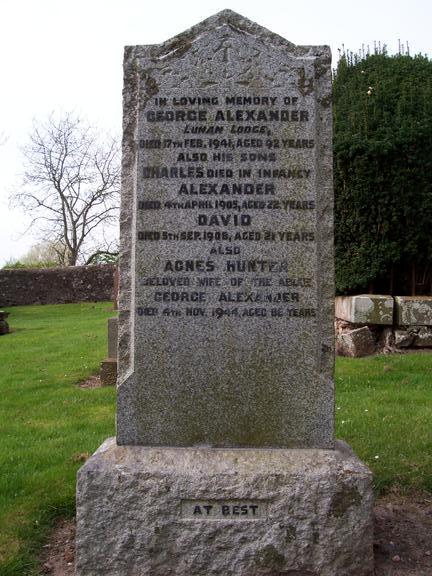 IN LOVING MEMORY OF
GEORGE ALEXANDER
LUNAN LODGE,
DIED 17TH FEB. 1941, AGED 92 YEARS
ALSO HIS SONS
CHARLES DIED IN INFANCY
ALEXANDER
DIED 4TH APRIL 1905, AGED 22 YEARS
DAVID
DIED 5TH SEP. 1908, AGED 21 YEARS
ALSO
AGNES HUNTER
BELOVED WIFE OF THE ABOVE
GEORGE ALEXANDER
DIED 4TH NOV. 1944, AGED 86 YEARS
AT REST